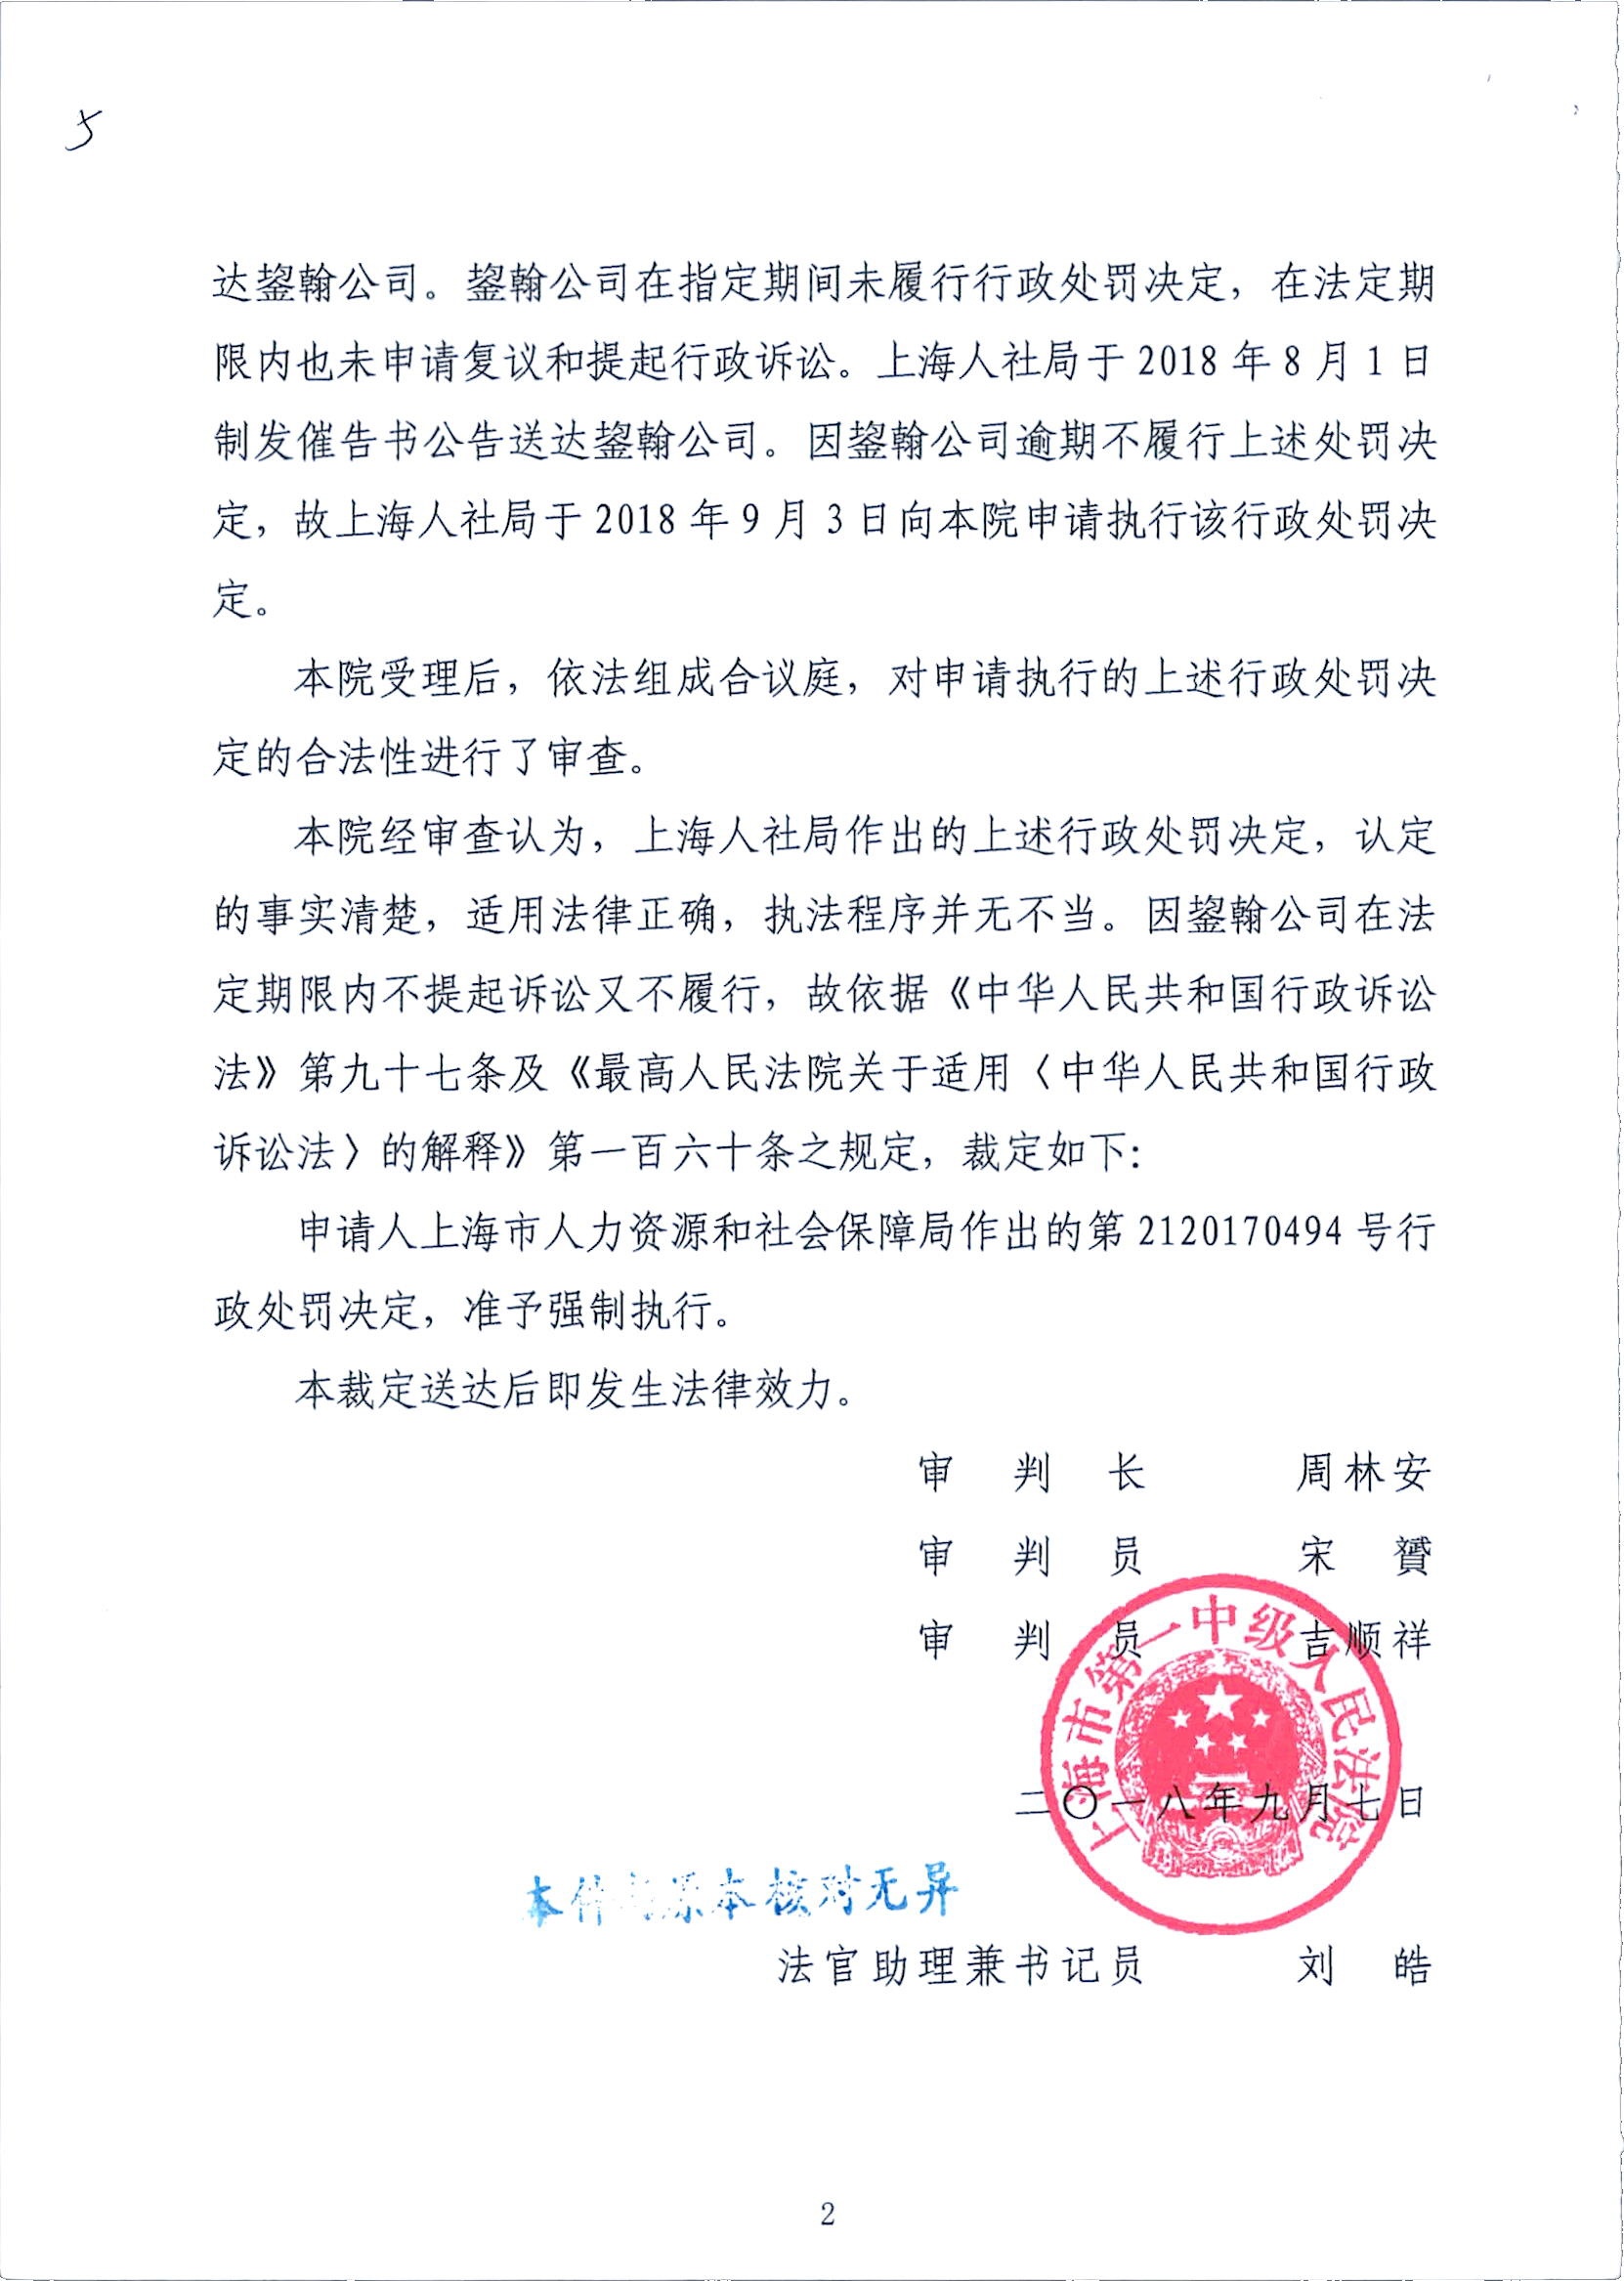 5
达鋆翰公司。鋆翰公司在指定期间未履行行政处罚决定，在法定期
限内也未申请复议和提起行政诉讼。上海人社局于 2018 年 8 月 1 日
制发催告书公告送达鋆翰公司。因鋆翰公司逾期不履行上述处罚决
定，故上海人社局于 2018 年 9 月 3 日向本院申请执行该行政处罚决
定。
本院受理后，依法组成合议庭，对申请执行的上述行政处罚决
定的合法性进行了审查。
本院经审查认为，上海人社局作出的上述行政处罚决定，认定
的事实清楚，适用法律正确，执法程序并无不当。因鋆翰公司在法
定期限内不提起诉讼又不履行，故依据《中华人民共和国行政诉讼
法》第九十七条及《最高人民法院关于适用〈中华人民共和国行政
诉讼法〉的解释》第一百六十条之规定，裁定如下：
申请人上海市人力资源和社会保障局作出的第 2120170494 号行
政处罚决定，准予强制执行。
本裁定送达后即发生法律效力。
审 判 长 周林安
审 判 员 宋 赟
审 判 员 吉顺祥
上海市第一中级人民法院
二〇一八年九月七日
本件与原本核对无异
法官助理兼书记员 刘 皓
2